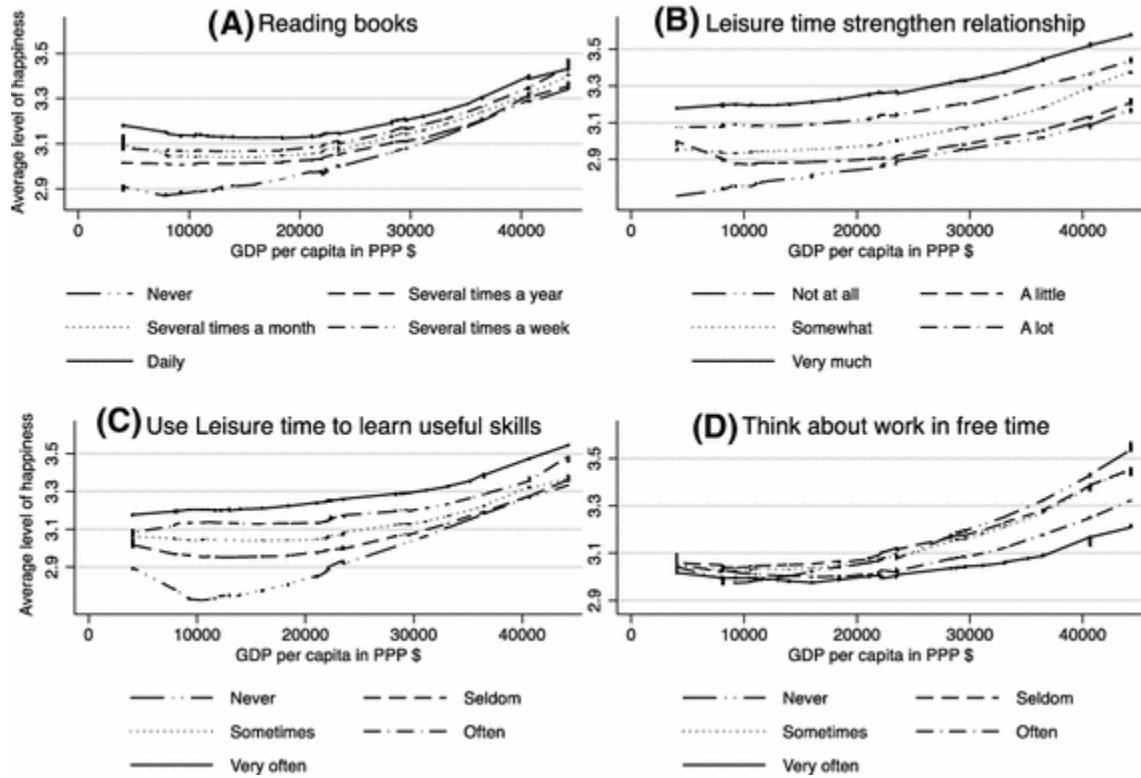 (A) Reading books
Average level of happiness
3.5
3.3
3.1
2.9
0 10000 20000 30000 40000
GDP per capita in PPP $
Never
Several times a year
Several times a month
Several times a week
Daily
(B) Leisure time strengthen relationship
3.5
3.3
3.1
2.9
0 10000 20000 30000 40000
GDP per capita in PPP $
Not at all
A little
Somewhat
A lot
Very much
(C) Use Leisure time to learn useful skills
Average level of happiness
3.5
3.3
3.1
2.9
0 10000 20000 30000 40000
GDP per capita in PPP $
Never
Seldom
Sometimes
Often
Very often
(D) Think about work in free time
3.5
3.3
3.1
2.9
0 10000 20000 30000 40000
GDP per capita in PPP $
Never
Seldom
Sometimes
Often
Very often